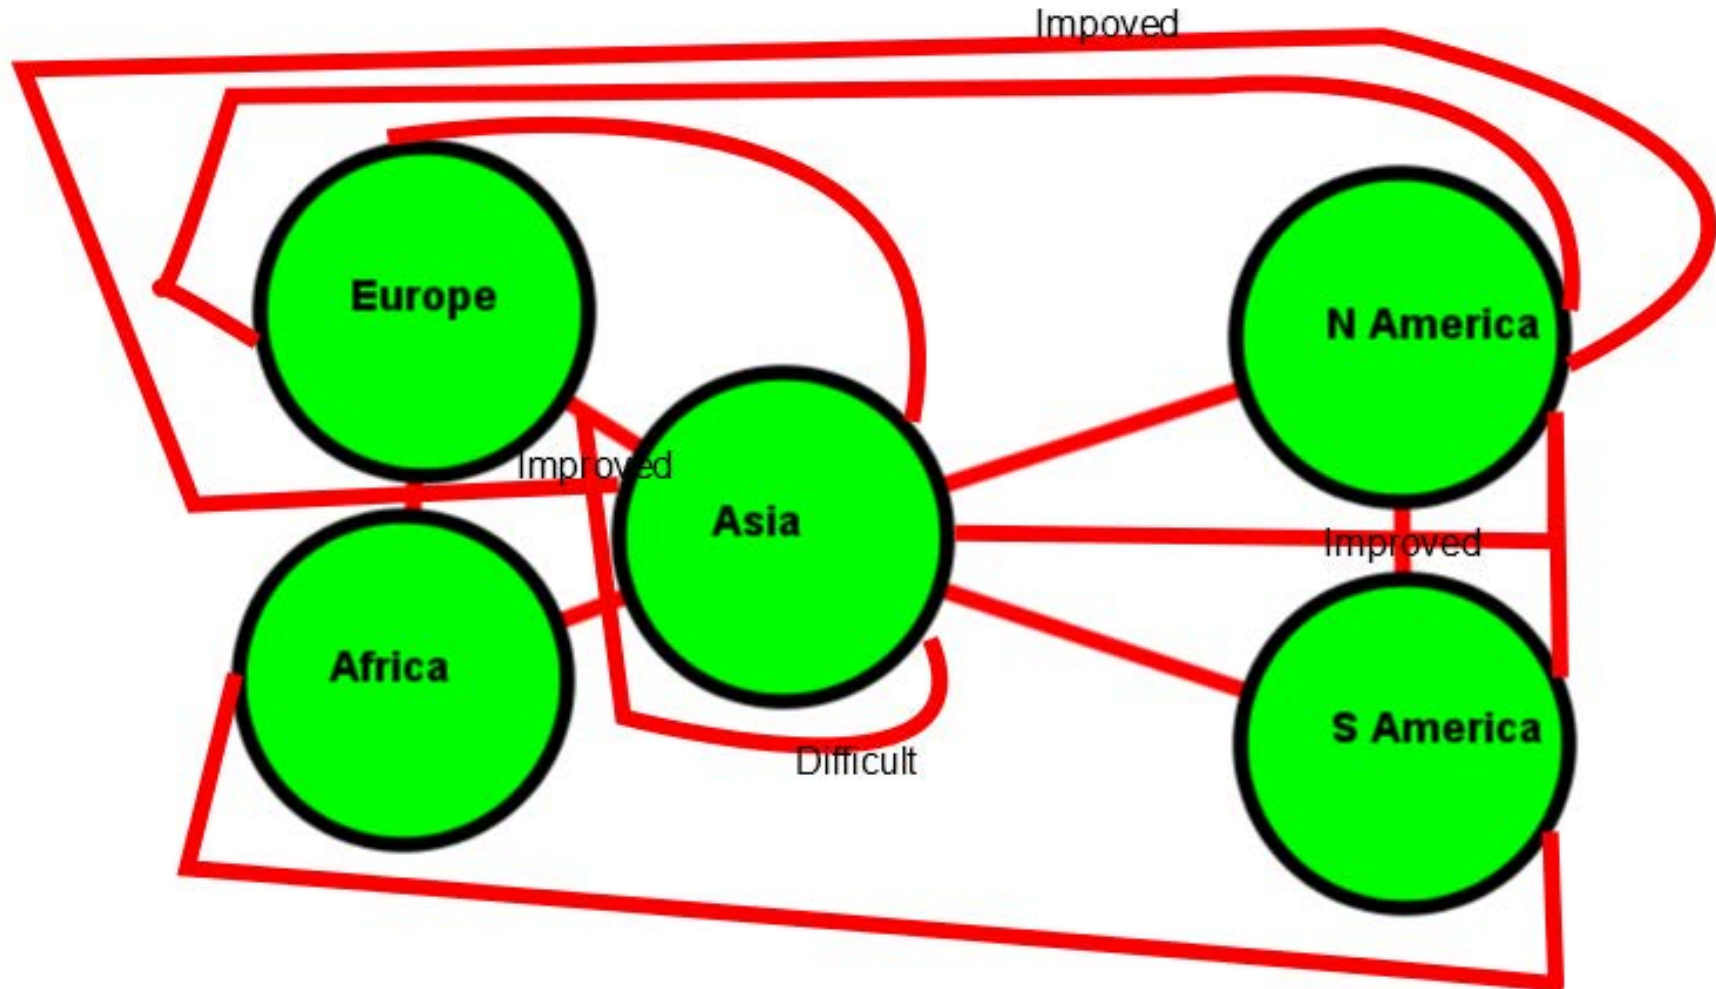 Impoved
Europe
N America
Improved
Asia
Improved
Africa
S America
Difficult